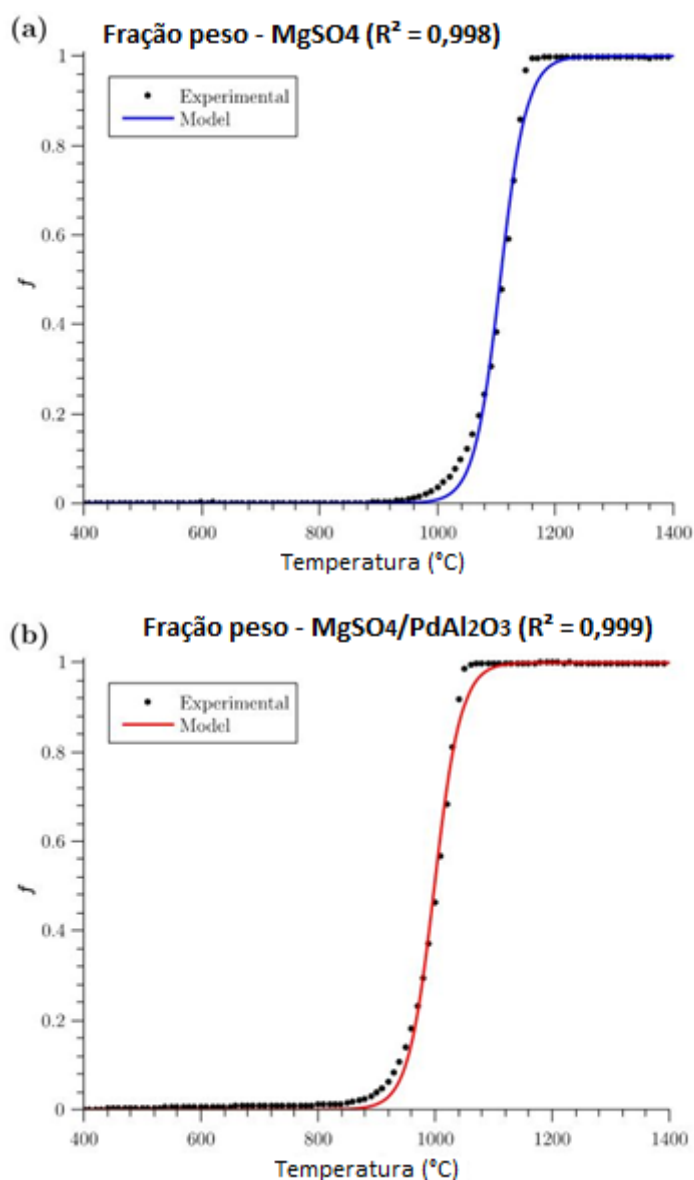 (a) Fração peso - MgSO4 (R² = 0,998)
1
Experimental
Model
0.8
0.6
f
0.4
0.2
0
400 600 800 1000 1200 1400
Temperatura (°C)
(b) Fração peso - MgSO4/PdAl2O3 (R² = 0,999)
1
Experimental
Model
0.8
0.6
f
0.4
0.2
0
400 600 800 1000 1200 1400
Temperatura (°C)